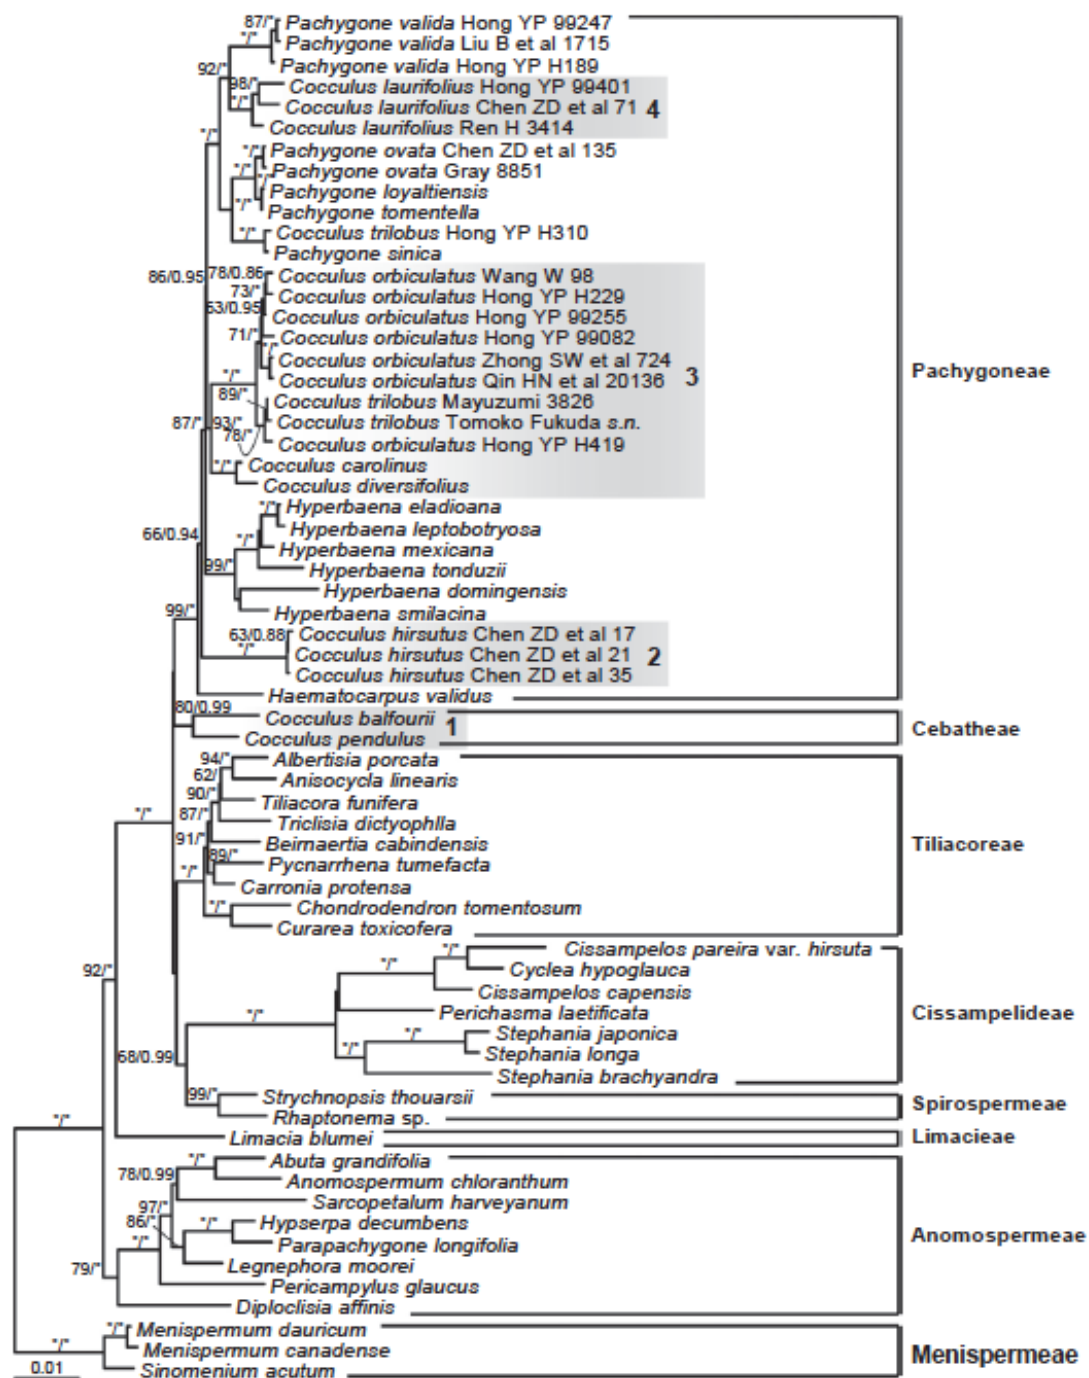 87/* Pachygone valida Hong YP 99247
*/* Pachygone valida Liu B et al 1715
Pachygone valida Hong YP H189
92/*
98/* Cocculus laurifolius Hong YP 99401
*/* Cocculus laurifolius Chen ZD et al 71 4
Cocculus laurifolius Ren H 3414
*/*
*/* Pachygone ovata Chen ZD et al 135
*/* Pachygone ovata Gray 8851
*/* Pachygone loyaltiensis
*/* Pachygone tomentella
*/* Cocculus trilobus Hong YP H310
Pachygone sinica
86/0.95 78/0.86 Cocculus orbiculatus Wang W 98
73/* Cocculus orbiculatus Hong YP H229
63/0.95 Cocculus orbiculatus Hong YP 99255
71/* Cocculus orbiculatus Hong YP 99082
*/* Cocculus orbiculatus Zhong SW et al 724
*/* Cocculus orbiculatus Qin HN et al 20136 3
Pachygoneae
89/* Cocculus trilobus Mayuzumi 3826
87/* 93/* Cocculus trilobus Tomoko Fukuda s.n.
78/* Cocculus orbiculatus Hong YP H419
*/* Cocculus carolinus
Cocculus diversifolius
*/* Hyperbaena eladioana
66/0.94 Hyperbaena leptobotryosa
*/* Hyperbaena mexicana
99/* Hyperbaena tonduzii
Hyperbaena domingensis
99/* Hyperbaena smilacina
63/0.88 Cocculus hirsutus Chen ZD et al 17
*/* Cocculus hirsutus Chen ZD et al 21 2
Cocculus hirsutus Chen ZD et al 35
Haematocarpus validus
80/0.99 Cocculus balfourii 1
Cebatheae
Cocculus pendulus
94/* Albertisia porcata
62/ Anisocycla linearis
90/* Tiliacora funifera
*/* 87/* Triclisia dictyophlla
91/* Beirnaertia cabindensis
Tiliacoreae
89/* Pycnarrhena tumefacta
*/* Carronia protensa
*/* Chondrodendron tomentosum
Curarea toxicofera
*/* Cissampelos pareira var. hirsuta
92/* */* Cyclea hypoglauca
Cissampelos capensis
*/* Perichasma laetificata
Cissampelideae
*/* Stephania japonica
68/0.99 */* Stephania longa
Stephania brachyandra
99/* Strychnopsis thouarsii
Spirospermeae
*/* Rhaptonema sp.
Limacia blumei
Limacieae
*/* Abuta grandifolia
78/0.99 Anomospermum chloranthum
Sarcopetalum harveyanum
97/*
86/* */* Hypserpa decumbens
Anomospermeae
*/* Parapachygone longifolia
79/* Legnephora moorei
Pericampylus glaucus
Diploclisia affinis
*/* Menispermum dauricum
*/* Menispermum canadense
Menispermeae
0.01 Sinomenium acutum